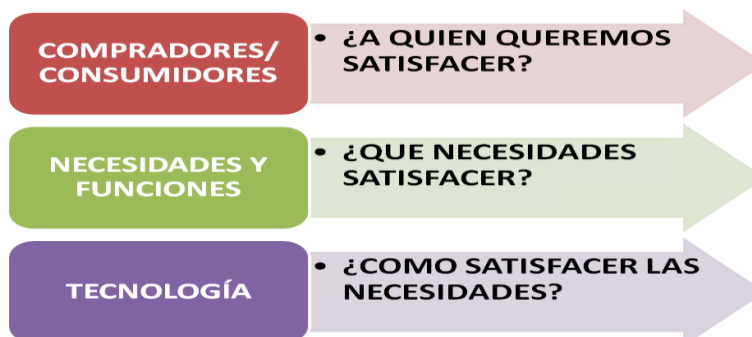 COMPRADORES/
CONSUMIDORES
• ¿A QUIEN QUEREMOS
SATISFACER?
NECESIDADES Y
FUNCIONES
• ¿QUE NECESIDADES
SATISFACER?
TECNOLOGÍA
• ¿COMO SATISFACER LAS
NECESIDADES?